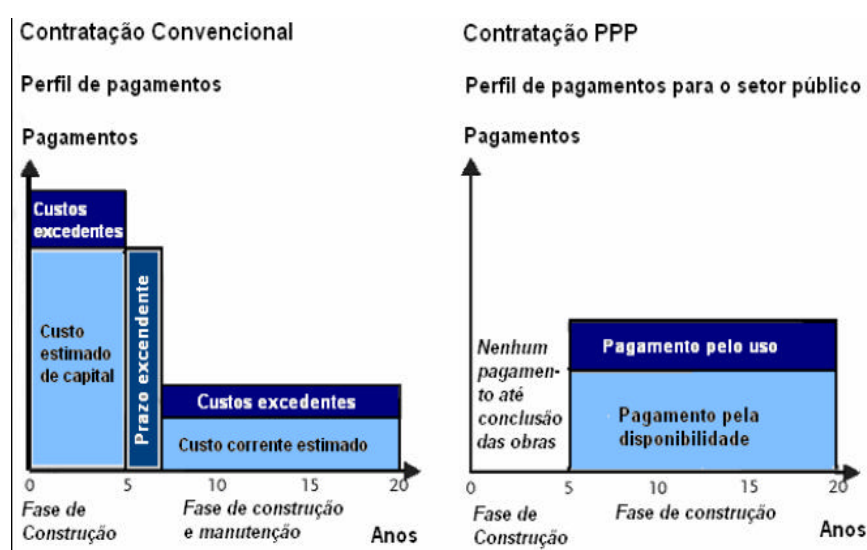 Contratação Convencional
Perfil de pagamentos
Pagamentos
Custos
excedentes
Custo
estimado
de capital
Prazo excendente
Custos excedentes
Custo corrente estimado
0
5
10
15
20
Fase de
Construção
Fase de construção
e manutenção
Anos
Contratação PPP
Perfil de pagamentos para o setor público
Pagamentos
Nenhum
pagamen-
to até
conclusão
das obras
Pagamento pelo uso
Pagamento pela
disponibilidade
0
5
10
15
20
Fase de
Construção
Fase de construção
Anos